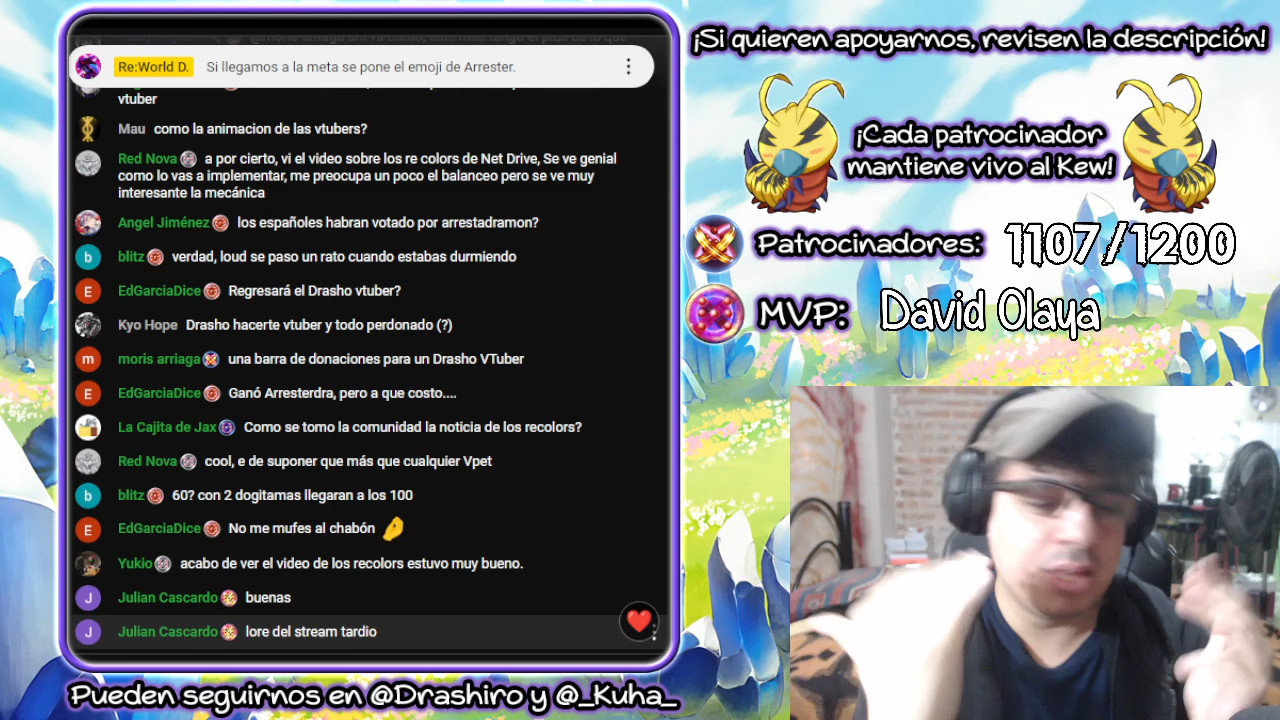 ¡Si quieren apoyarnos, revisen la descripción!
Re:World D. Si llegamos a la meta se pone el emoji de Arrester.
vtuber
Mau como la animacion de las vtubers?
Red Nova a por cierto, vi el video sobre los re colors de Net Drive, Se ve genial
como lo vas a implementar, me preocupa un poco el balanceo pero se ve muy
interesante la mecánica
Angel Jiménez los españoles habran votado por arrestadramon?
b blitz verdad, loud se paso un rato cuando estabas durmiendo
E EdGarciaDice Regresará el Drasho vtuber?
Kyo Hope Drasho hacerte vtuber y todo perdonado (?)
m moris arriaga una barra de donaciones para un Drasho VTuber
E EdGarciaDice Ganó Arresterdra, pero a que costo....
La Cajita de Jax Como se tomo la comunidad la noticia de los recolors?
Red Nova cool, e de suponer que más que cualquier Vpet
b blitz 60? con 2 dogitamas llegaran a los 100
E EdGarciaDice No me mufes al chabón
Yukio acabo de ver el video de los recolors estuvo muy bueno.
J Julian Cascardo buenas
J Julian Cascardo lore del stream tardio
¡Cada patrocinador
mantiene vivo al Kew!
Patrocinadores: 1107/1200
MVP: David Olaya
Pueden seguirnos en @Drashiro y @_Kuha_